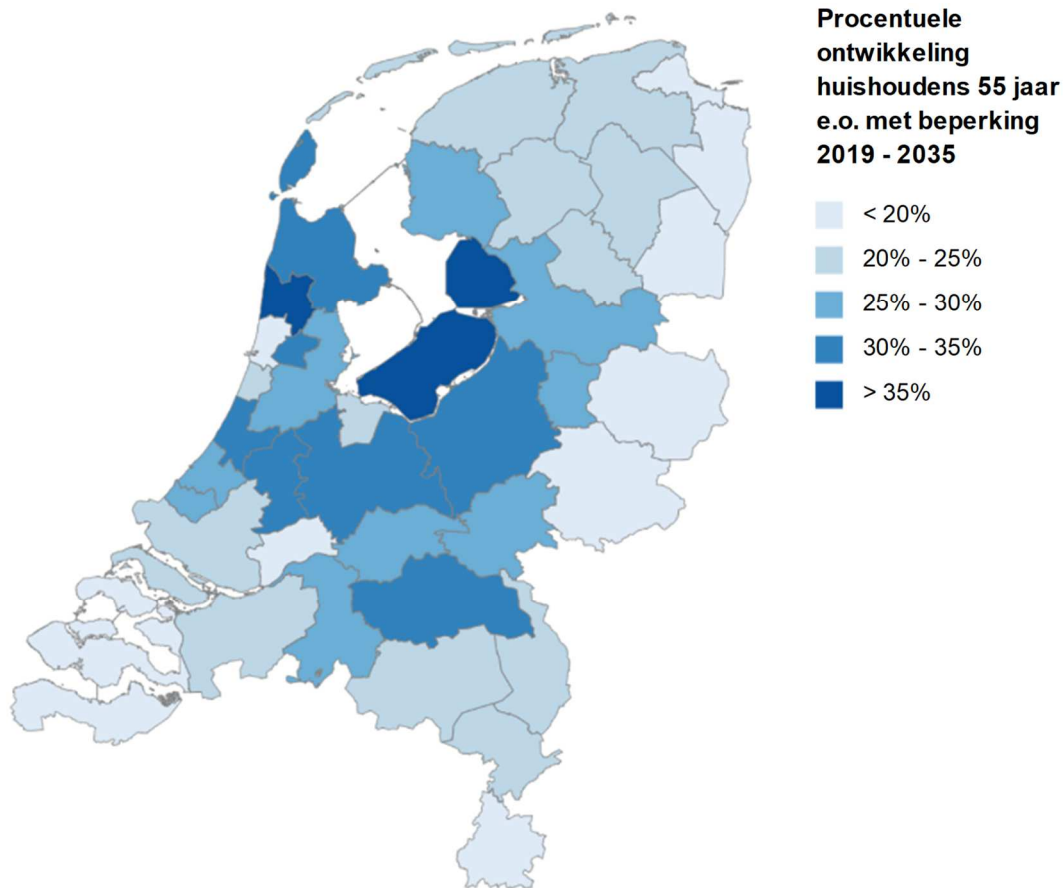 Procentuele
ontwikkeling
huishoudens 55 jaar
e.o. met beperking
2019 - 2035
< 20%
20% - 25%
25% - 30%
30% - 35%
> 35%